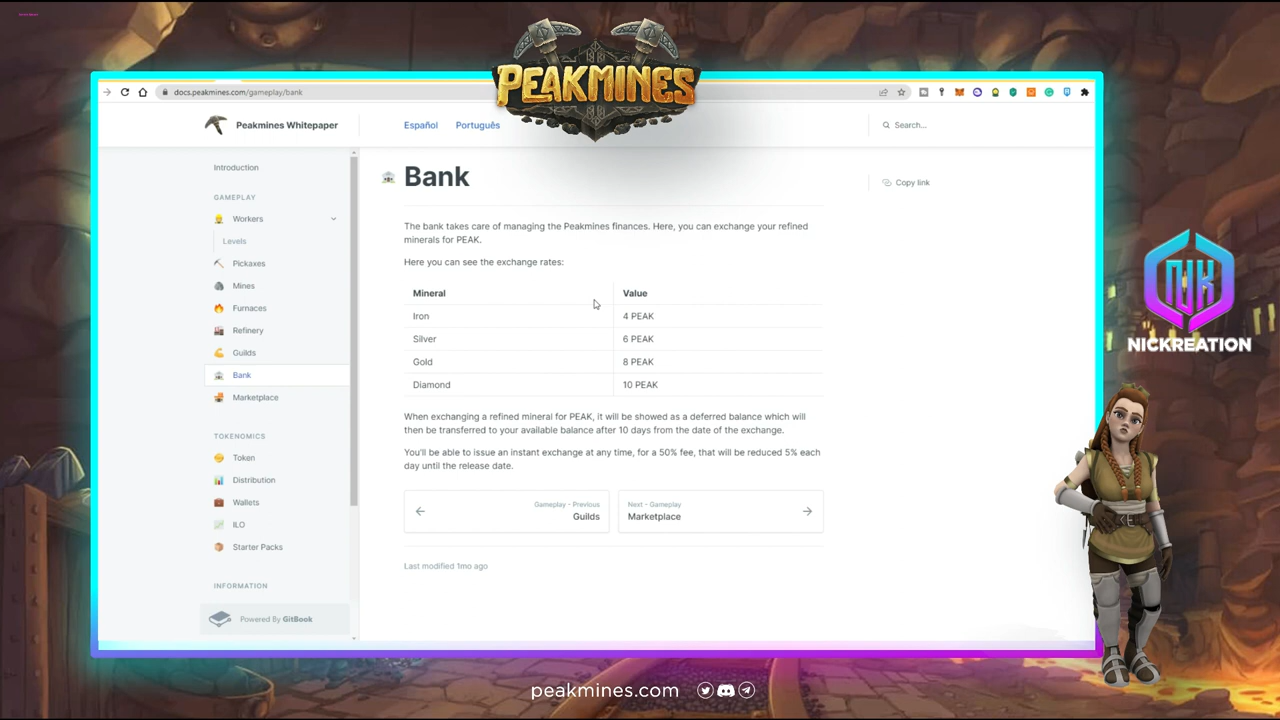 PEAKMINES
docs.peakmines.com/gameplay/bank
Peakmines Whitepaper
Español
Português
Search...
Introduction
GAMEPLAY
Workers
Levels
Pickaxes
Mines
Furnaces
Refinery
Guilds
Bank
Marketplace
TOKENOMICS
Token
Distribution
Wallets
ILO
Starter Packs
INFORMATION
Powered By GitBook
Bank
Copy link
The bank takes care of managing the Peakmines finances. Here, you can exchange your refined
minerals for PEAK.
Here you can see the exchange rates:
Mineral Value
Iron 4 PEAK
Silver 6 PEAK
Gold 8 PEAK
Diamond 10 PEAK
When exchanging a refined mineral for PEAK, it will be showed as a deferred balance which will
then be transferred to your available balance after 10 days from the date of the exchange.
You'll be able to issue an instant exchange at any time, for a 50% fee, that will be reduced 5% each
day until the release date.
Gameplay - Previous
Guilds
Next - Gameplay
Marketplace
Last modified 1mo ago
NICKREATION
peakmines.com